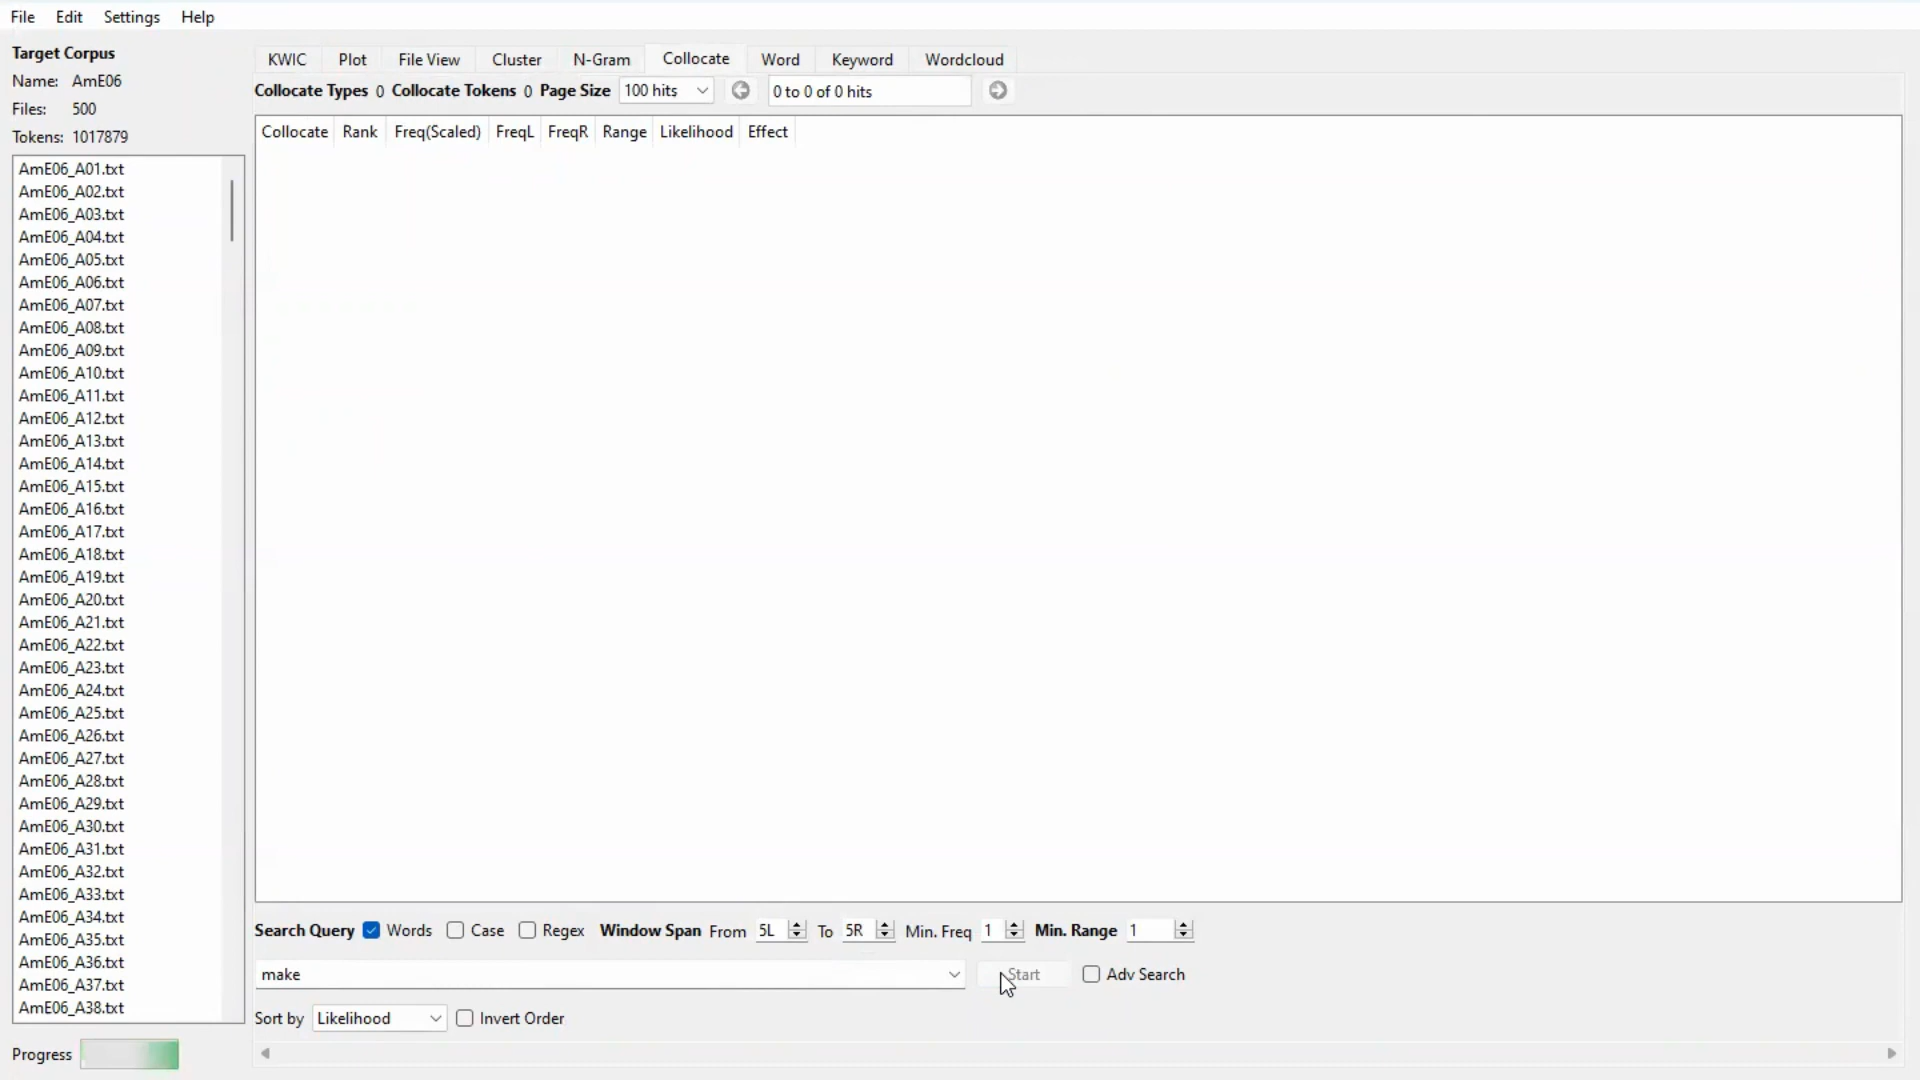 File Edit Settings Help
Target Corpus
Name: AmE06
Files: 500
Tokens: 1017879
AmE06_A01.txt
AmE06_A02.txt
AmE06_A03.txt
AmE06_A04.txt
AmE06_A05.txt
AmE06_A06.txt
AmE06_A07.txt
AmE06_A08.txt
AmE06_A09.txt
AmE06_A10.txt
AmE06_A11.txt
AmE06_A12.txt
AmE06_A13.txt
AmE06_A14.txt
AmE06_A15.txt
AmE06_A16.txt
AmE06_A17.txt
AmE06_A18.txt
AmE06_A19.txt
AmE06_A20.txt
AmE06_A21.txt
AmE06_A22.txt
AmE06_A23.txt
AmE06_A24.txt
AmE06_A25.txt
AmE06_A26.txt
AmE06_A27.txt
AmE06_A28.txt
AmE06_A29.txt
AmE06_A30.txt
AmE06_A31.txt
AmE06_A32.txt
AmE06_A33.txt
AmE06_A34.txt
AmE06_A35.txt
AmE06_A36.txt
AmE06_A37.txt
AmE06_A38.txt
Progress
KWIC Plot File View Cluster N-Gram Collocate Word Keyword Wordcloud
Collocate Types 0 Collocate Tokens 0 Page Size 100 hits 0 to 0 of 0 hits
Collocate Rank Freq(Scaled) FreqL FreqR Range Likelihood Effect
Search Query Words Case Regex Window Span From 5L To 5R Min. Freq 1 Min. Range 1
make Start Adv Search
Sort by Likelihood Invert Order